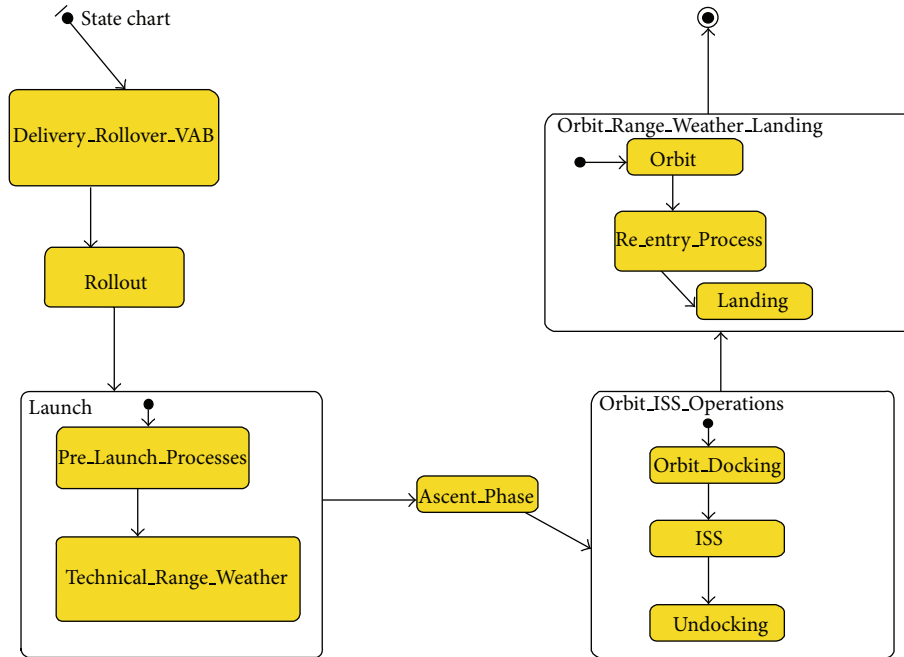 State chart
Delivery_Rollover_VAB
Rollout
Launch
Pre_Launch_Processes
Technical_Range_Weather
Ascent_Phase
Orbit_ISS_Operations
Orbit_Docking
ISS
Undocking
Orbit_Range_Weather_Landing
Orbit
Re_entry_Process
Landing